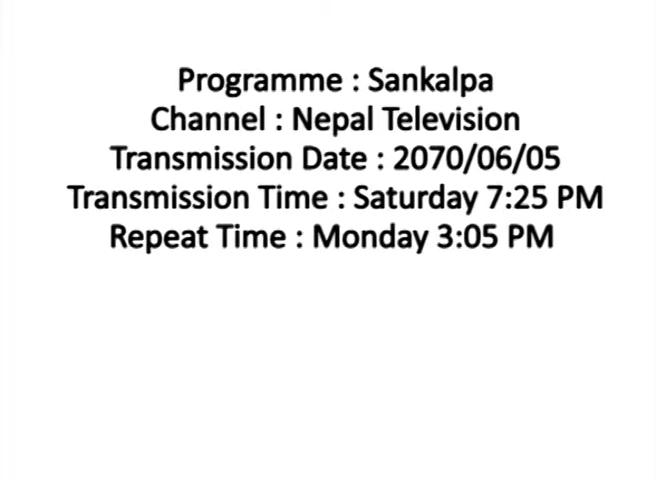 Programme : Sankalpa
Channel : Nepal Television
Transmission Date : 2070/06/05
Transmission Time : Saturday 7:25 PM
Repeat Time : Monday 3:05 PM